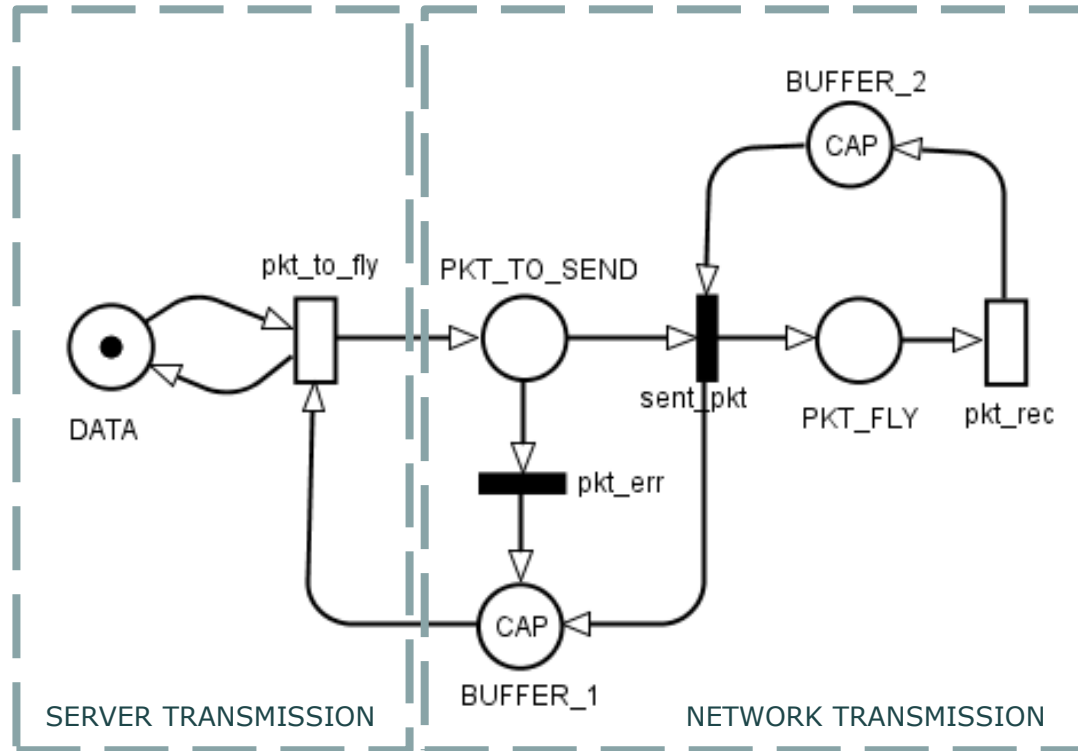 BUFFER_2
CAP
pkt_to_fly
PKT_TO_SEND
sent_pkt
DATA
PKT_FLY
pkt_rec
pkt_err
CAP
BUFFER_1
SERVER TRANSMISSION
NETWORK TRANSMISSION